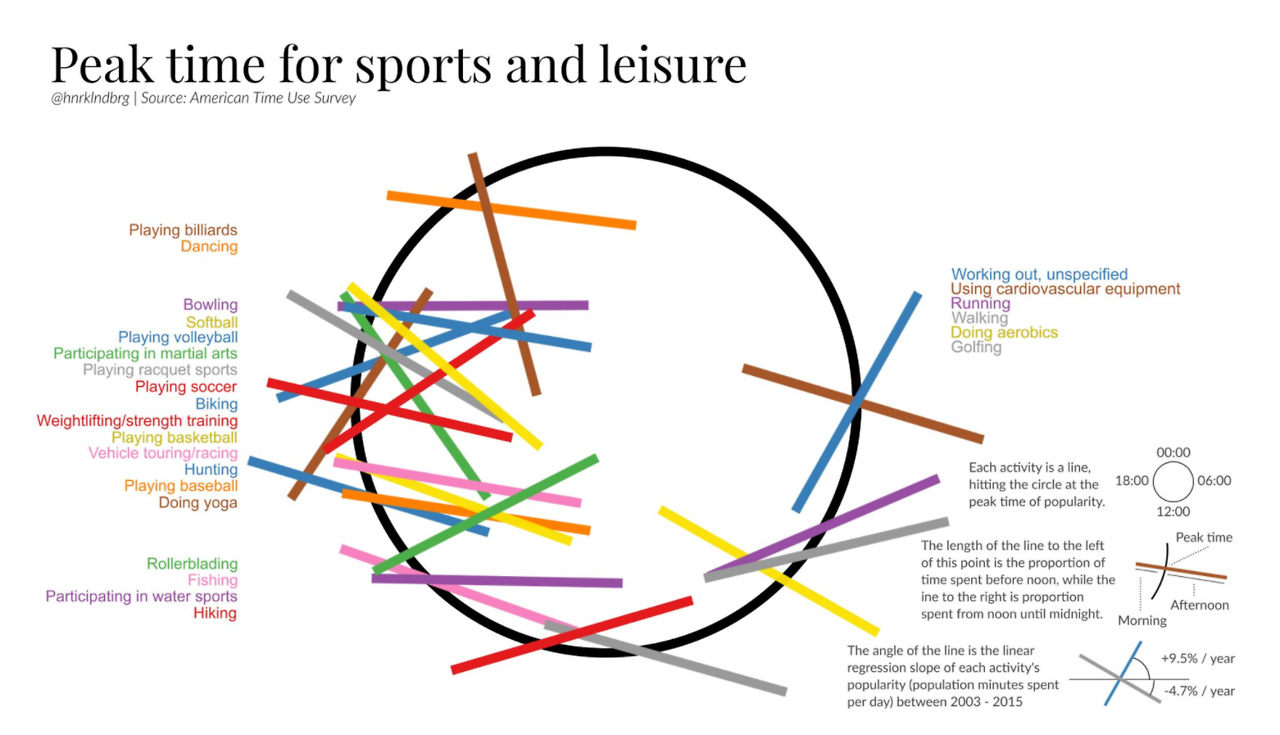 Peak time for sports and leisure
@hnrklndbrg | Source: American Time Use Survey
Playing billiards
Dancing
Bowling
Softball
Playing volleyball
Participating in martial arts
Playing racquet sports
Playing soccer
Biking
Weightlifting/strength training
Playing basketball
Vehicle touring/racing
Hunting
Playing baseball
Doing yoga
Rollerblading
Fishing
Participating in water sports
Hiking
Working out, unspecified
Using cardiovascular equipment
Running
Walking
Doing aerobics
Golfing
Each activity is a line,
hitting the circle at the
peak time of popularity.
00:00
18:00
06:00
12:00
The length of the line to the left
of this point is the proportion of
time spent before noon, while the
ine to the right is proportion
spent from noon until midnight.
Peak time
Afternoon
Morning
The angle of the line is the linear
regression slope of each activity's
popularity (population minutes spent
per day) between 2003 - 2015
+9.5% / year
-4.7% / year